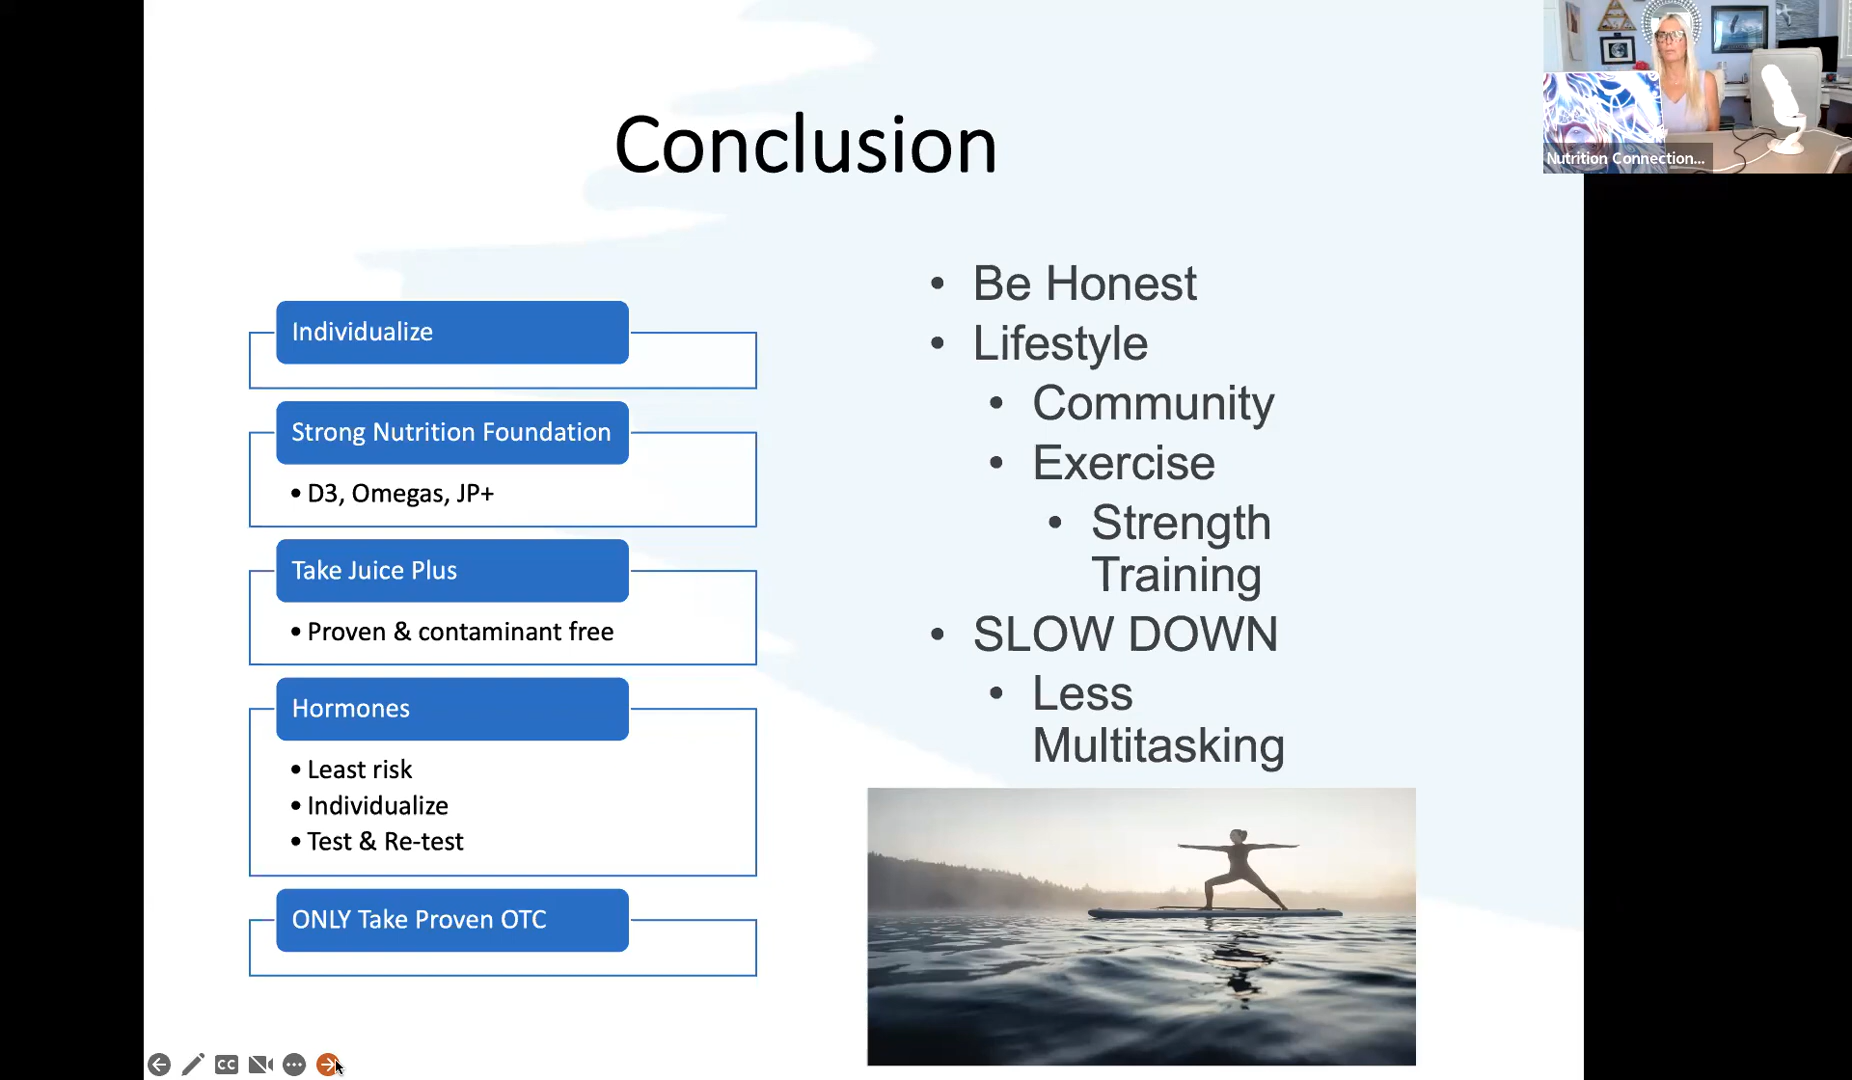 Conclusion
Individualize
Strong Nutrition Foundation
• D3, Omegas, JP+
Take Juice Plus
• Proven & contaminant free
Hormones
• Least risk
• Individualize
• Test & Re-test
ONLY Take Proven OTC
• Be Honest
• Lifestyle
• Community
• Exercise
• Strength
Training
• SLOW DOWN
• Less
Multitasking
Nutrition Connection...
CC